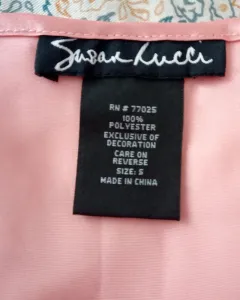 Susan Lucci
RN # 77025
100%
POLYESTER
EXCLUSIVE OF
DECORATION
CARE ON
REVERSE
SIZE: S
MADE IN CHINA